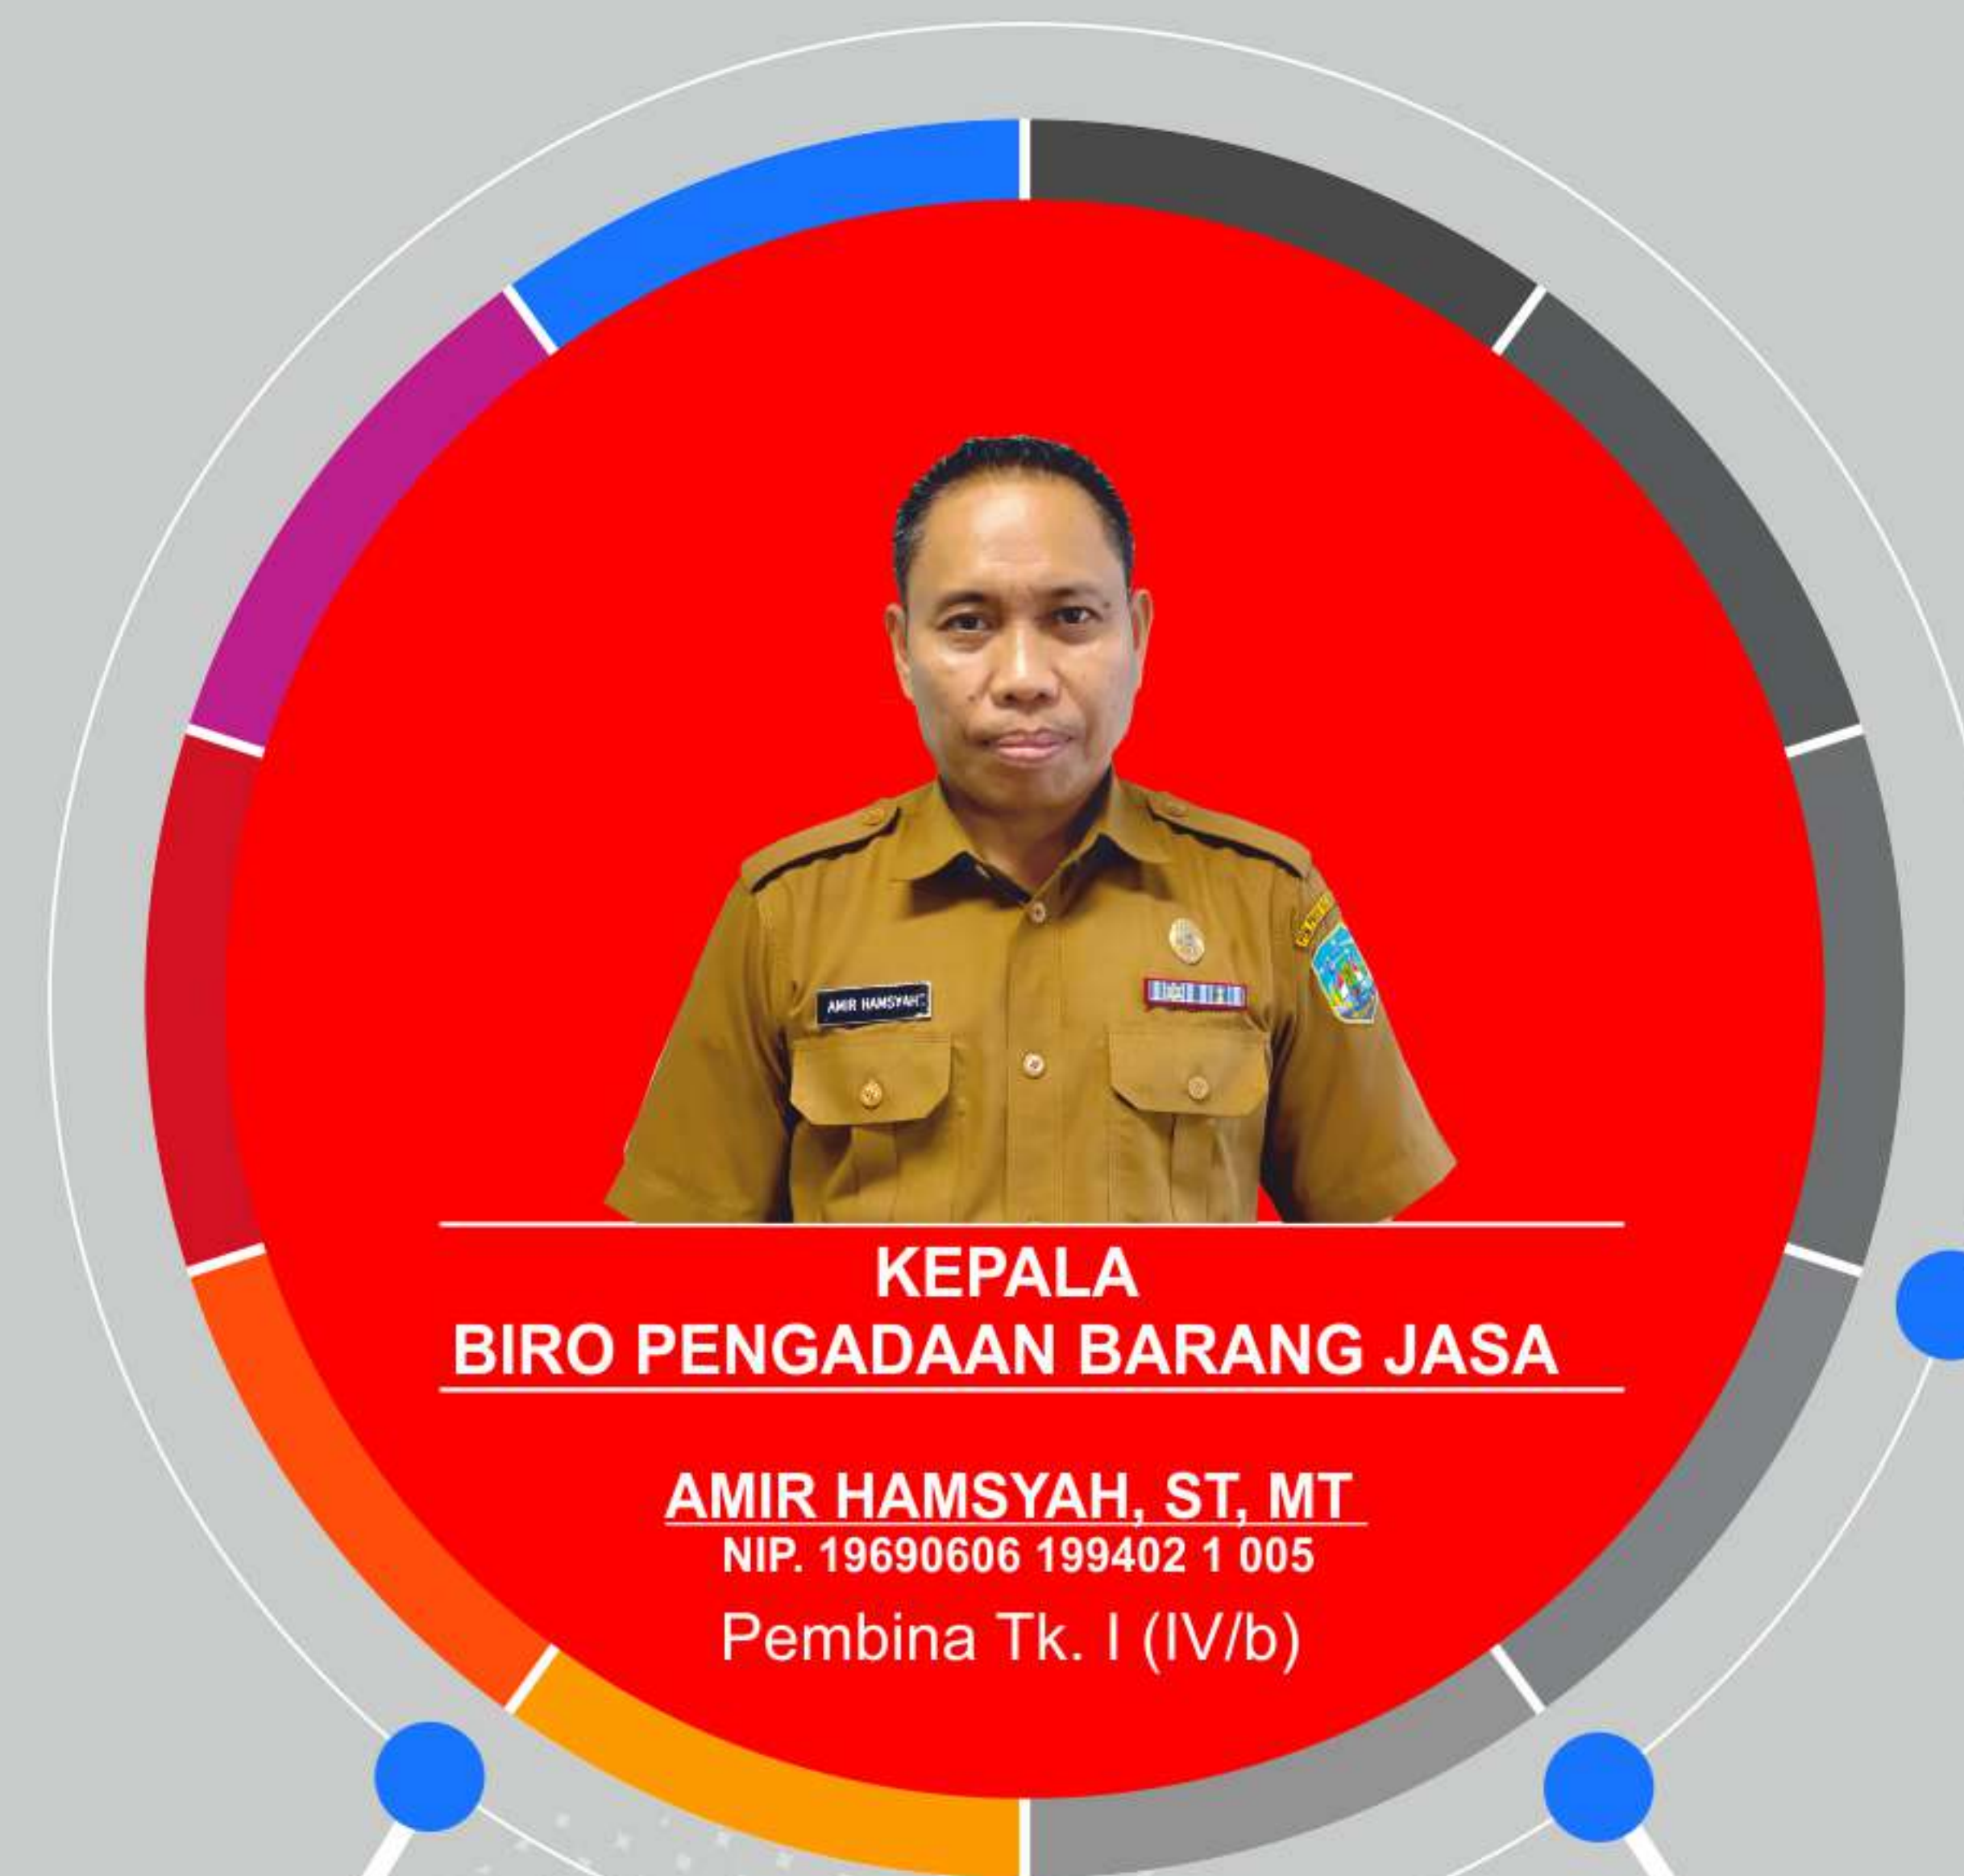 AMIR HAMSYAH
KEPALA
BIRO PENGADAAN BARANG JASA
AMIR HAMSYAH, ST, MT
NIP. 19690606 199402 1 005
Pembina Tk. I (IV/b)